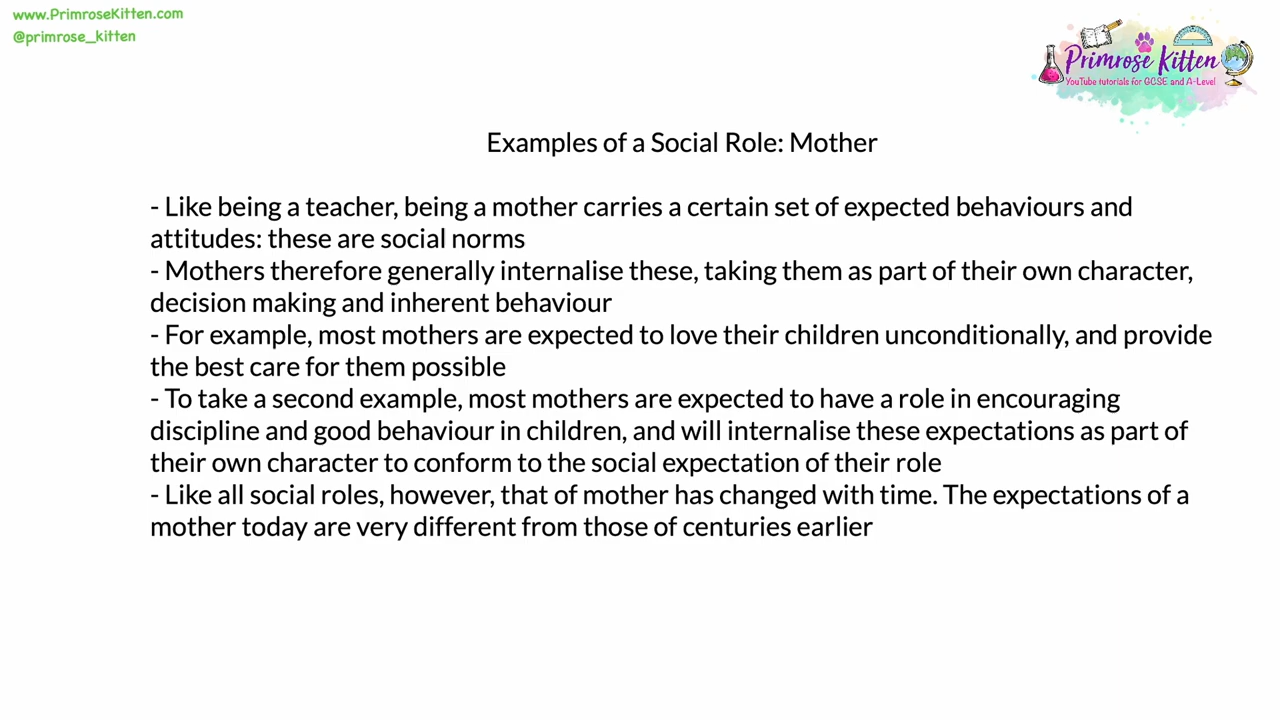 www.PrimroseKitten.com
@primrose_kitten
Primrose Kitten
YouTube tutorials for GCSE and A-Level
Examples of a Social Role: Mother
- Like being a teacher, being a mother carries a certain set of expected behaviours and
attitudes: these are social norms
- Mothers therefore generally internalise these, taking them as part of their own character,
decision making and inherent behaviour
- For example, most mothers are expected to love their children unconditionally, and provide
the best care for them possible
- To take a second example, most mothers are expected to have a role in encouraging
discipline and good behaviour in children, and will internalise these expectations as part of
their own character to conform to the social expectation of their role
- Like all social roles, however, that of mother has changed with time. The expectations of a
mother today are very different from those of centuries earlier